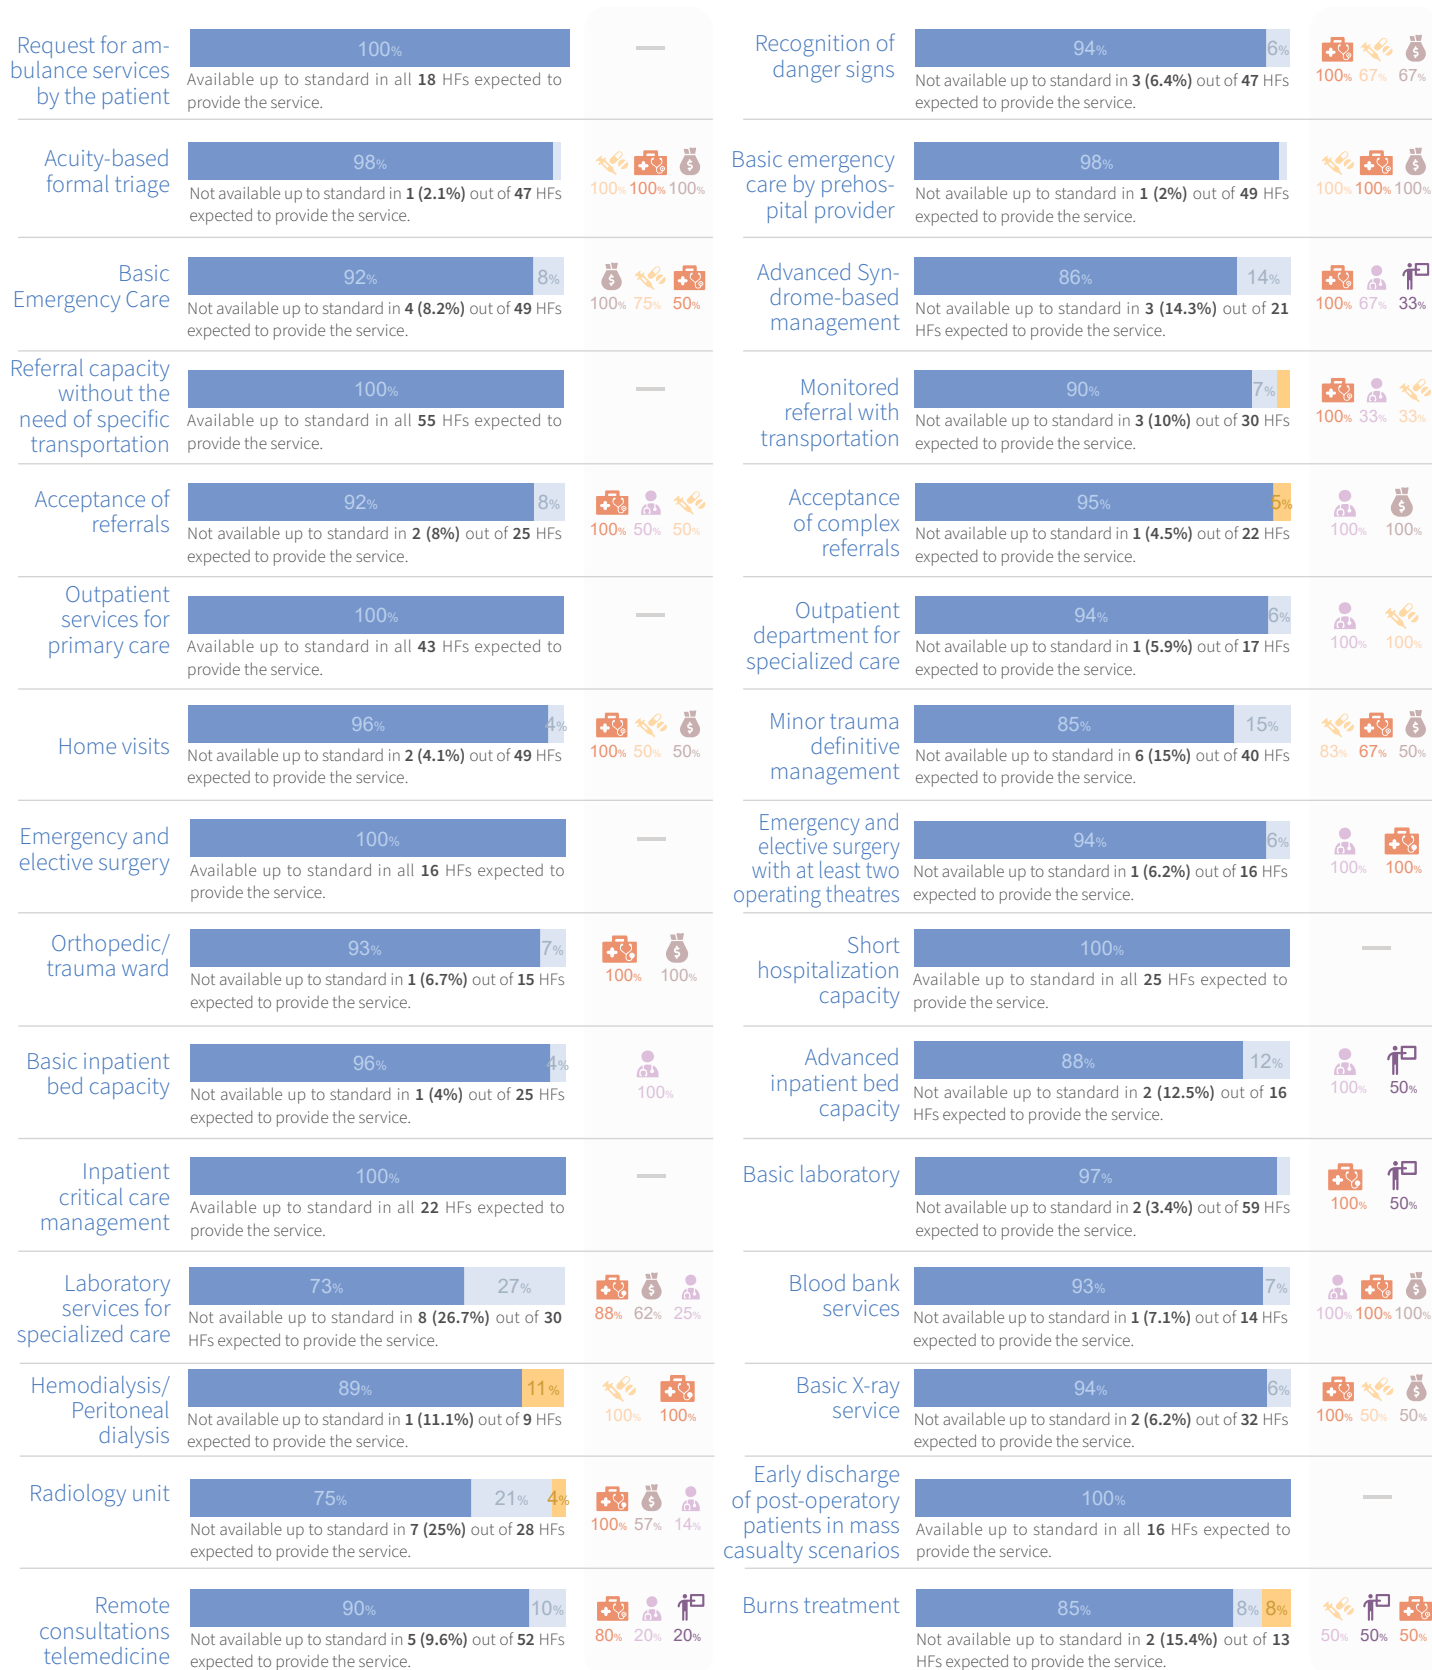 Request for am-
bulance services
by the patient
100%
Available up to standard in all 18 HFs expected to
provide the service.
Recognition of
danger signs
94%
6%
Not available up to standard in 3 (6.4%) out of 47 HFs
expected to provide the service.
100% 67% 67%
Acuity-based
formal triage
98%
Not available up to standard in 1 (2.1%) out of 47 HFs
expected to provide the service.
100% 100% 100%
Basic emergency
care by prehos-
pital provider
98%
Not available up to standard in 1 (2%) out of 49 HFs
expected to provide the service.
100% 100% 100%
Basic
Emergency Care
92%
8%
Not available up to standard in 4 (8.2%) out of 49 HFs
expected to provide the service.
100% 75% 50%
Advanced Syn-
drome-based
management
86%
14%
Not available up to standard in 3 (14.3%) out of 21
HFs expected to provide the service.
100% 67% 33%
Referral capacity
without the
need of specific
transportation
100%
Available up to standard in all 55 HFs expected to
provide the service.
Monitored
referral with
transportation
90%
7%
Not available up to standard in 3 (10%) out of 30 HFs
expected to provide the service.
100% 33% 33%
Acceptance of
referrals
92%
8%
Not available up to standard in 2 (8%) out of 25 HFs
expected to provide the service.
100% 50% 50%
Acceptance
of complex
referrals
95%
5%
Not available up to standard in 1 (4.5%) out of 22 HFs
expected to provide the service.
100% 100%
Outpatient
services for
primary care
100%
Available up to standard in all 43 HFs expected to
provide the service.
Outpatient
department for
specialized care
94%
6%
Not available up to standard in 1 (5.9%) out of 17 HFs
expected to provide the service.
100% 100%
Home visits
96%
4%
Not available up to standard in 2 (4.1%) out of 49 HFs
expected to provide the service.
100% 50% 50%
Minor trauma
definitive
management
85%
15%
Not available up to standard in 6 (15%) out of 40 HFs
expected to provide the service.
83% 67% 50%
Emergency and
elective surgery
100%
Available up to standard in all 16 HFs expected to
provide the service.
Emergency and
elective surgery
with at least two
operating theatres
94%
6%
Not available up to standard in 1 (6.2%) out of 16 HFs
expected to provide the service.
100% 100%
Orthopedic/
trauma ward
93%
7%
Not available up to standard in 1 (6.7%) out of 15 HFs
expected to provide the service.
100% 100%
Short
hospitalization
capacity
100%
Available up to standard in all 25 HFs expected to
provide the service.
Basic inpatient
bed capacity
96%
4%
Not available up to standard in 1 (4%) out of 25 HFs
expected to provide the service.
100%
Advanced
inpatient bed
capacity
88%
12%
Not available up to standard in 2 (12.5%) out of 16
HFs expected to provide the service.
100% 50%
Inpatient
critical care
management
100%
Available up to standard in all 22 HFs expected to
provide the service.
Basic laboratory
97%
Not available up to standard in 2 (3.4%) out of 59 HFs
expected to provide the service.
100% 50%
Laboratory
services for
specialized care
73%
27%
Not available up to standard in 8 (26.7%) out of 30
HFs expected to provide the service.
88% 62% 25%
Blood bank
services
93%
7%
Not available up to standard in 1 (7.1%) out of 14 HFs
expected to provide the service.
100% 100% 100%
Hemodialysis/
Peritoneal
dialysis
89%
11%
Not available up to standard in 1 (11.1%) out of 9 HFs
expected to provide the service.
100% 100%
Basic X-ray
service
94%
6%
Not available up to standard in 2 (6.2%) out of 32 HFs
expected to provide the service.
100% 50% 50%
Radiology unit
75%
21%
4%
Not available up to standard in 7 (25%) out of 28 HFs
expected to provide the service.
100% 57% 14%
Early discharge
of post-operatory
patients in mass
casualty scenarios
100%
Available up to standard in all 16 HFs expected to
provide the service.
Remote
consultations
telemedicine
90%
10%
Not available up to standard in 5 (9.6%) out of 52 HFs
expected to provide the service.
80% 20% 20%
Burns treatment
85%
8%
8%
Not available up to standard in 2 (15.4%) out of 13
HFs expected to provide the service.
50% 50% 50%